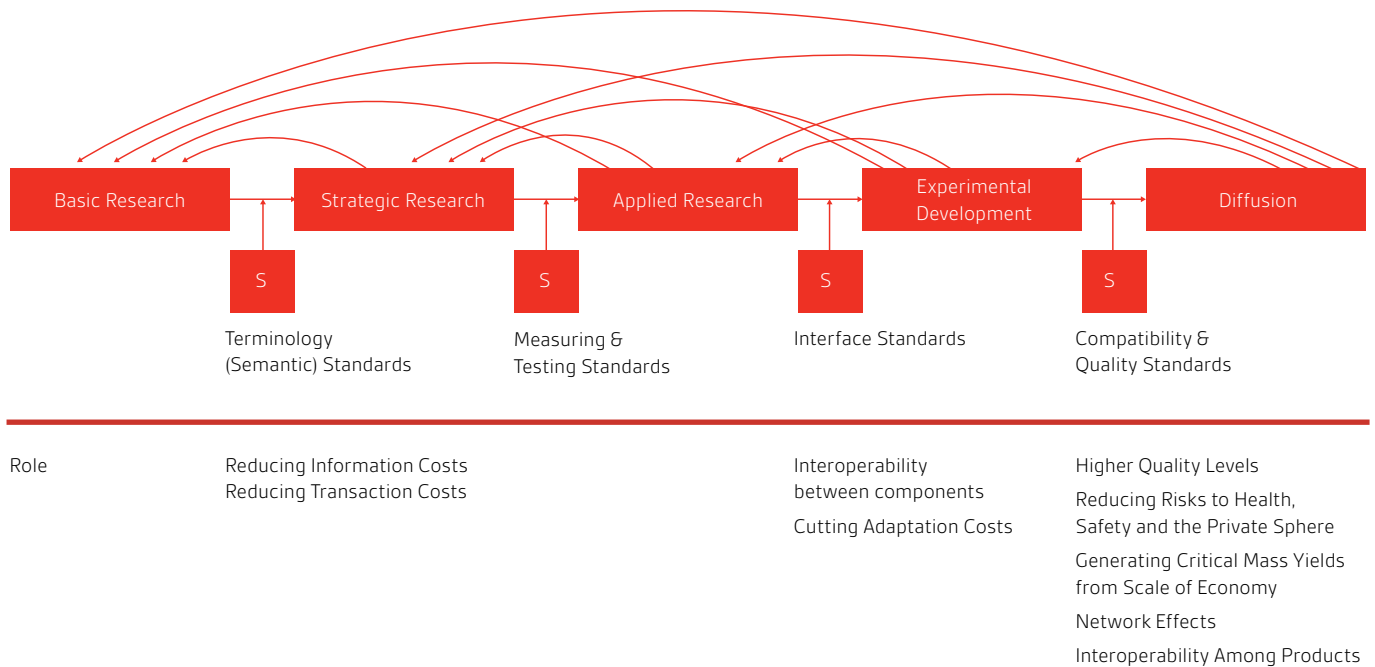 Basic Research
Strategic Research
Applied Research
Experimental
Development
Diffusion
S
S
S
S
Terminology
(Semantic) Standards
Measuring &
Testing Standards
Interface Standards
Compatibility &
Quality Standards
Role
Reducing Information Costs
Reducing Transaction Costs
Interoperability
between components
Cutting Adaptation Costs
Higher Quality Levels
Reducing Risks to Health,
Safety and the Private Sphere
Generating Critical Mass Yields
from Scale of Economy
Network Effects
Interoperability Among Products